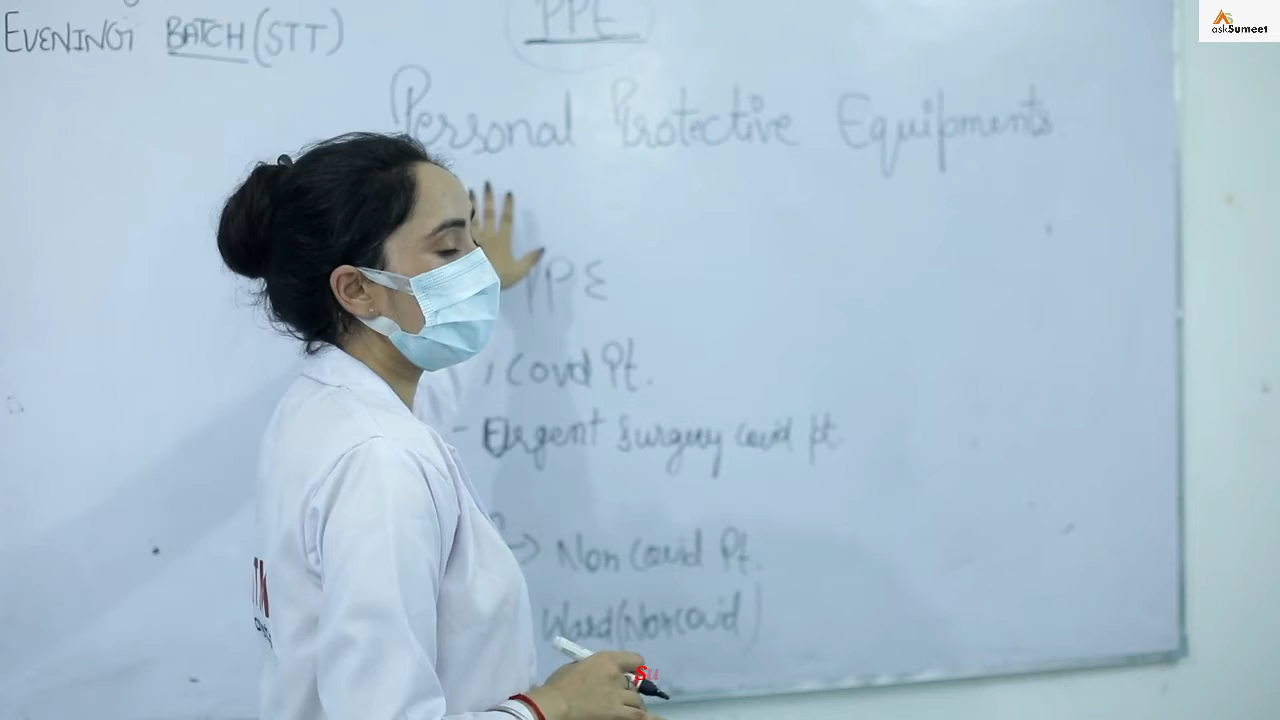 EVENING BATCH (STT)
PPE
askSumeet
Personal Protective Equipments
PPE
Covid Pt.
- Urgent Surgery Covid pt
→ Non Covid Pt.
Ward (Non Covid)
Su